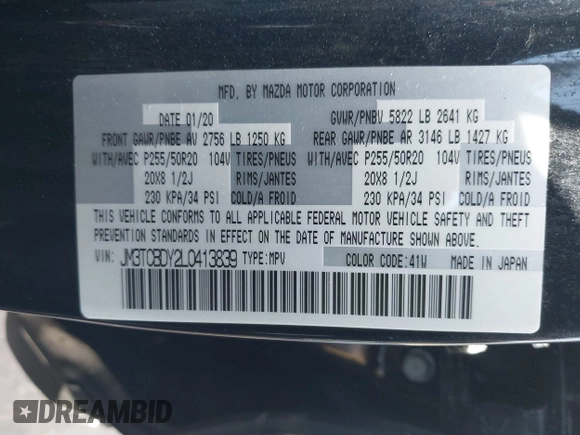 MFD. BY MAZDA MOTOR CORPORATION
DATE 01/20 GVWR/PNBV 5822 LB 2641 KG
FRONT GAWR/PNBE AV 2756 LB 1250 KG REAR GAWR/PNBE AR 3146 LB 1427 KG
WITH/AVEC P255/50R20 104V TIRES/PNEUS WITH/AVEC P255/50R20 104V TIRES/PNEUS
20X8 1/2J RIMS/JANTES 20X8 1/2J RIMS/JANTES
230 KPA/34 PSI COLD/A FROID 230 KPA/34 PSI COLD/A FROID
THIS VEHICLE CONFORMS TO ALL APPLICABLE FEDERAL MOTOR VEHICLE SAFETY AND THEFT
PREVENTION STANDARDS IN EFFECT ON THE DATE OF MANUFACTURE SHOWN ABOVE.
VIN: JM3TCBDY2L0413839 TYPE:MPV COLOR CODE:41W MADE IN JAPAN
DREAMBID